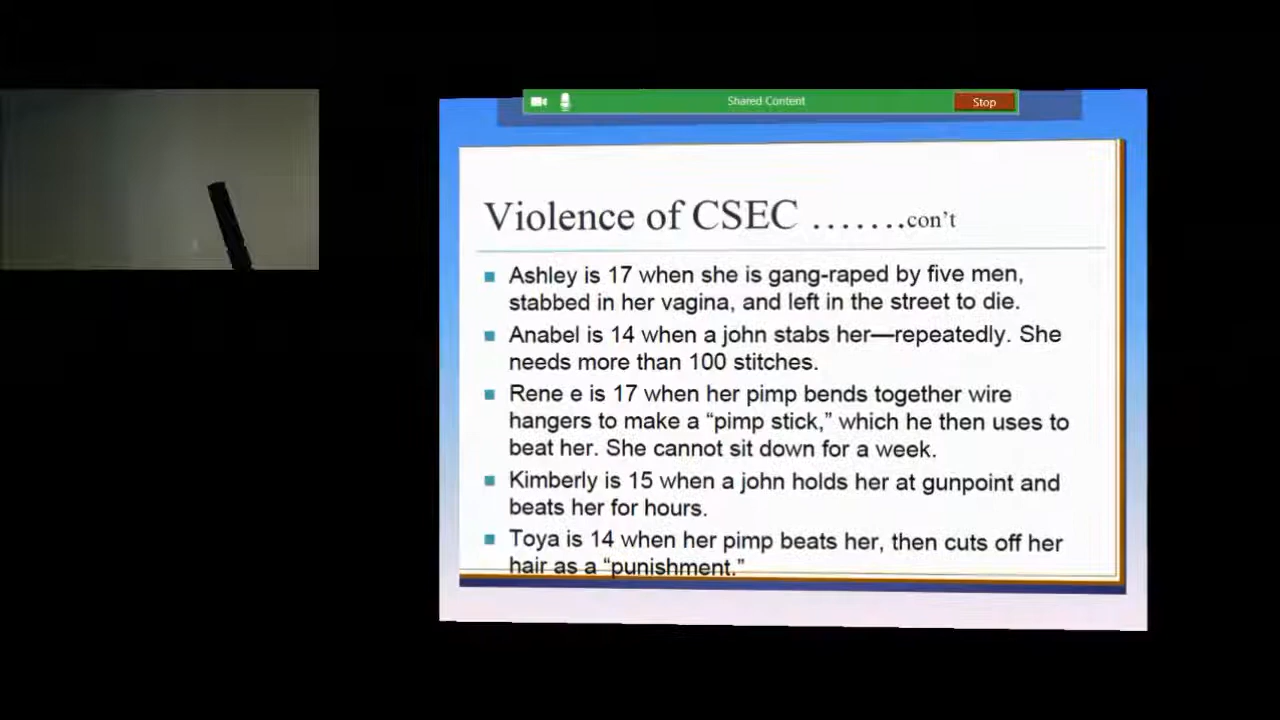 Shared Content
Stop
Violence of CSEC .......con't
Ashley is 17 when she is gang-raped by five men,
stabbed in her vagina, and left in the street to die.
Anabel is 14 when a john stabs her—repeatedly. She
needs more than 100 stitches.
Rene e is 17 when her pimp bends together wire
hangers to make a “pimp stick,” which he then uses to
beat her. She cannot sit down for a week.
Kimberly is 15 when a john holds her at gunpoint and
beats her for hours.
Toya is 14 when her pimp beats her, then cuts off her
hair as a “punishment.”